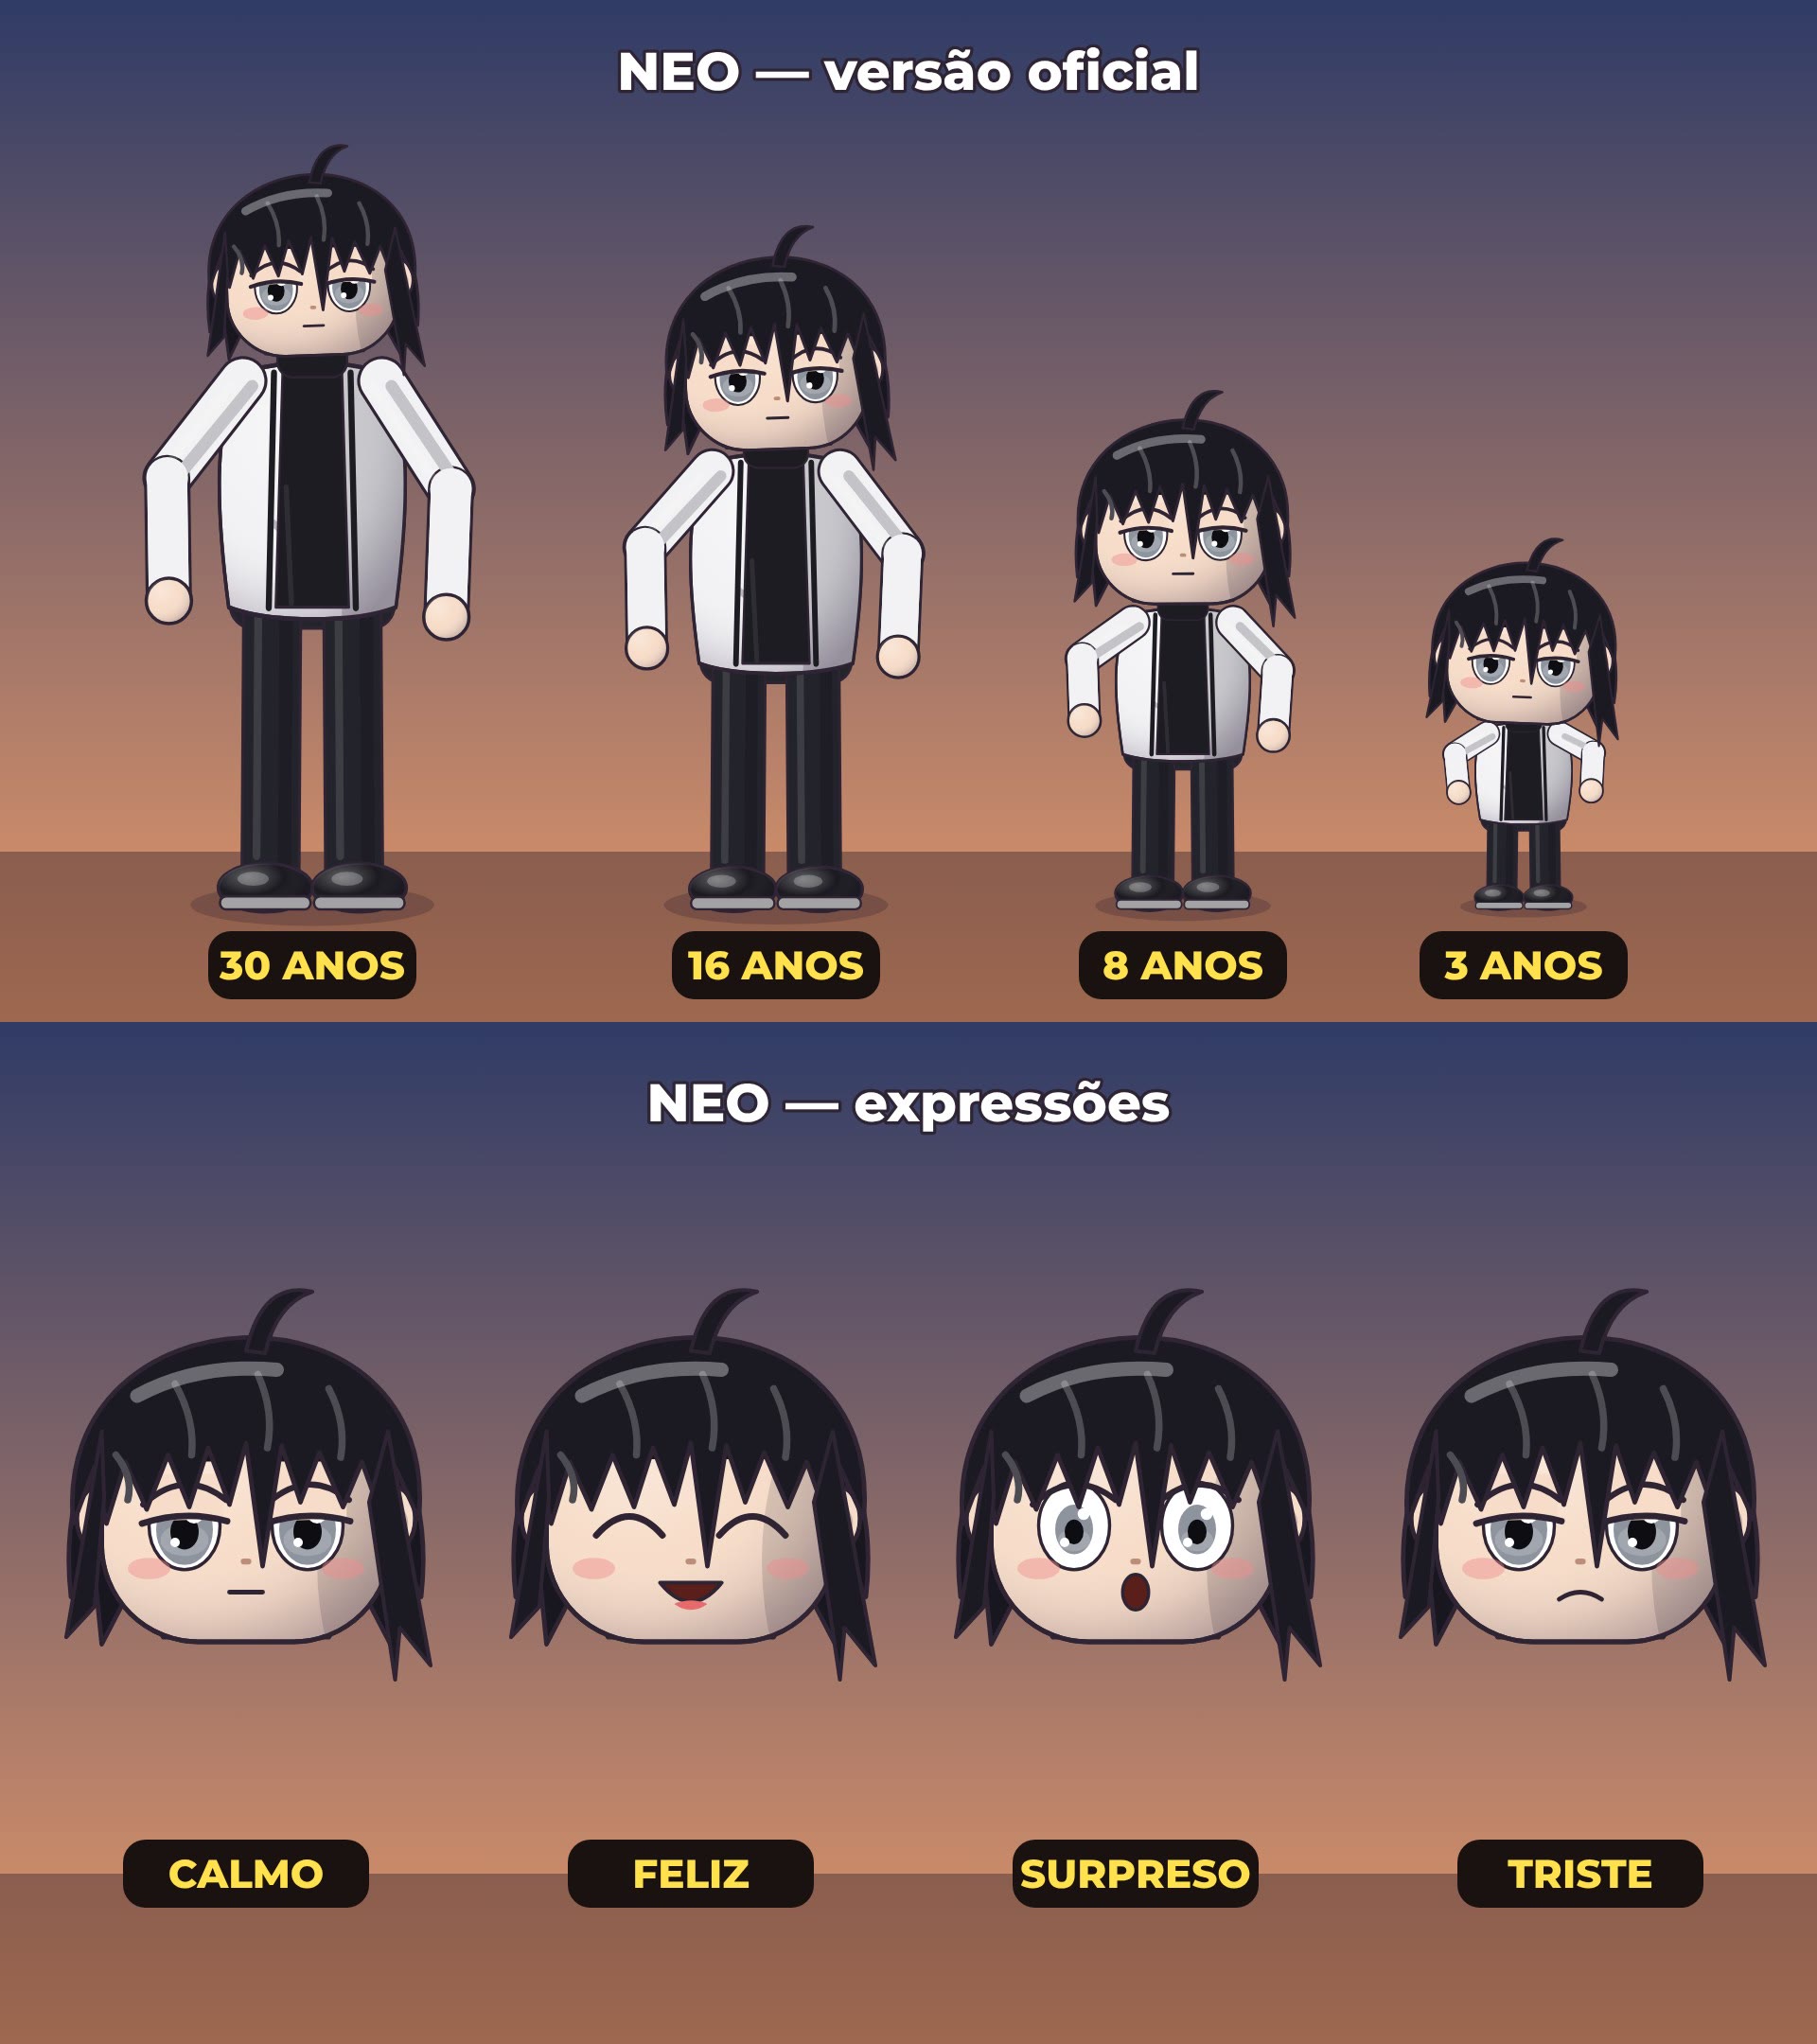 NEO — versão oficial
30 ANOS
16 ANOS
8 ANOS
3 ANOS
NEO — expressões
CALMO
FELIZ
SURPRESO
TRISTE